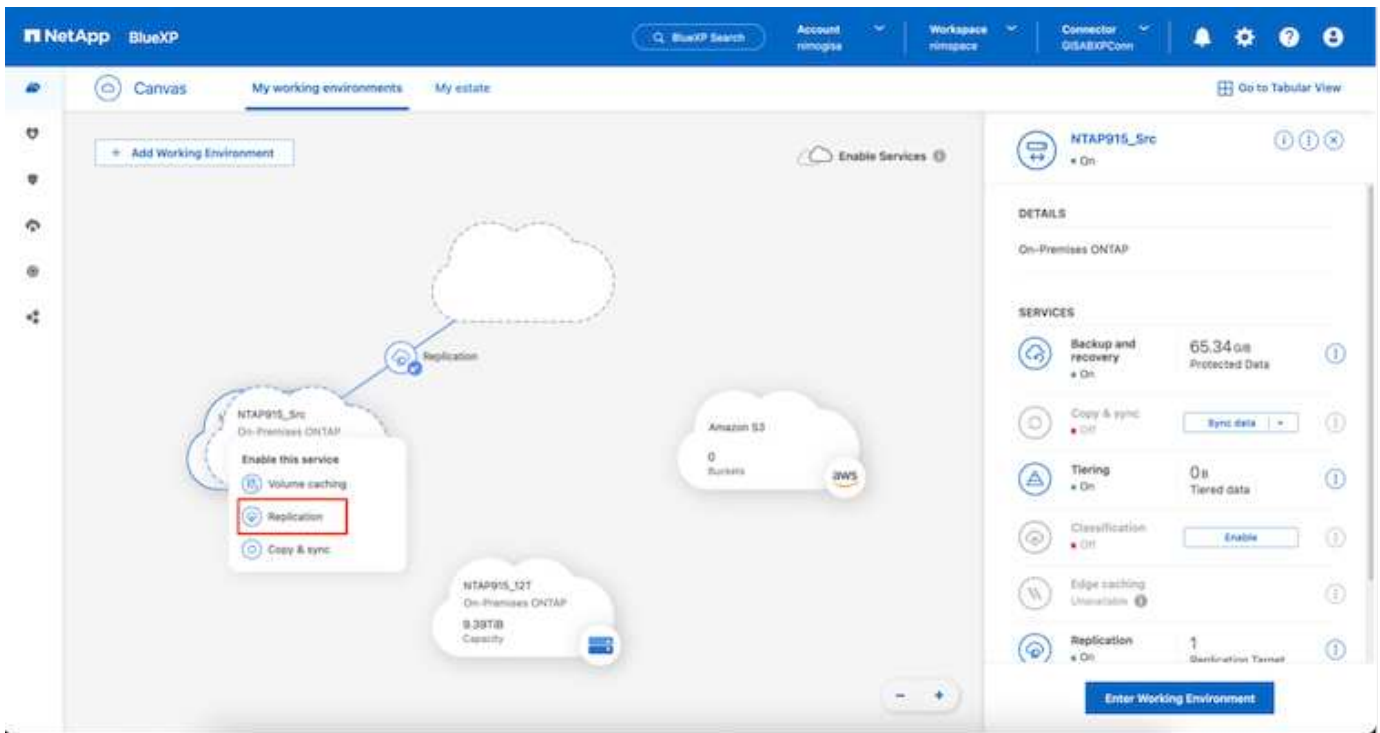 NetApp BlueXP
BlueXP Search
Account
nimogisa
Workspace
nimspace
Connector
GISABXPConn
Canvas
My working environments
My estate
Go to Tabular View
+ Add Working Environment
Enable Services
Replication
NTAP915_Src
On-Premises ONTAP
Enable this service
Volume caching
Replication
Copy & sync
Amazon S3
0
Buckets
aws
NTAP915_12T
On-Premises ONTAP
9.39TiB
Capacity
- +
NTAP915_Src
On
DETAILS
On-Premises ONTAP
SERVICES
Backup and recovery
On
65.34 GiB
Protected Data
Copy & sync
Off
Sync data
Tiering
On
0 B
Tiered data
Classification
Off
Enable
Edge caching
Unavailable
Replication
On
1
Replication Target
Enter Working Environment